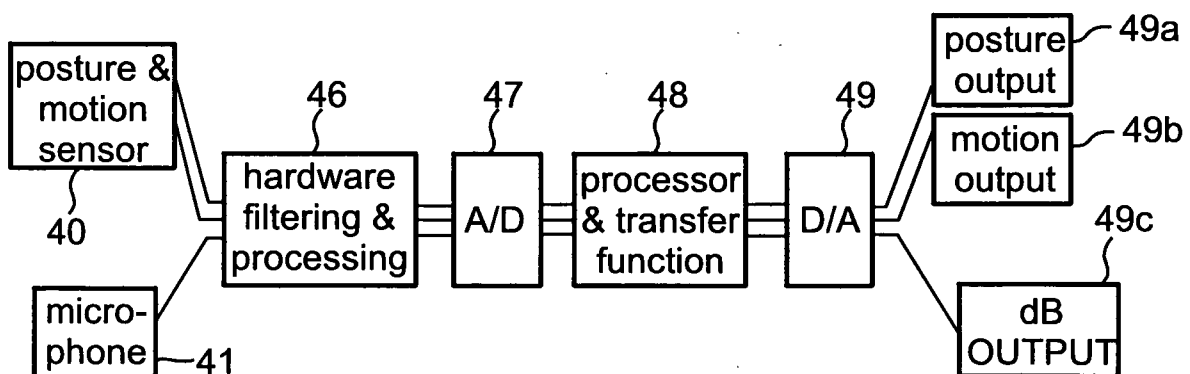 posture &
motion
sensor
40
micro-
phone
41
46
hardware
filtering &
processing
47
A/D
48
processor
& transfer
function
49
D/A
posture
output
49a
motion
output
49b
49c
dB
OUTPUT